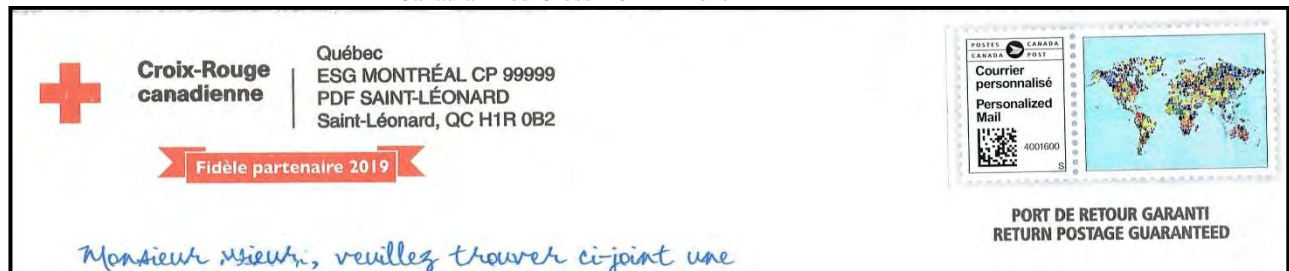 Croix-Rouge
canadienne
Québec
ESG MONTRÉAL CP 99999
PDF SAINT-LÉONARD
Saint-Léonard, QC H1R 0B2
Fidèle partenaire 2019
POSTES CANADA
CANADA POST
Courrier
personnalisé
Personalized
Mail
4001600
S
PORT DE RETOUR GARANTI
RETURN POSTAGE GUARANTEED
Monsieur, veuillez trouver ci-joint une